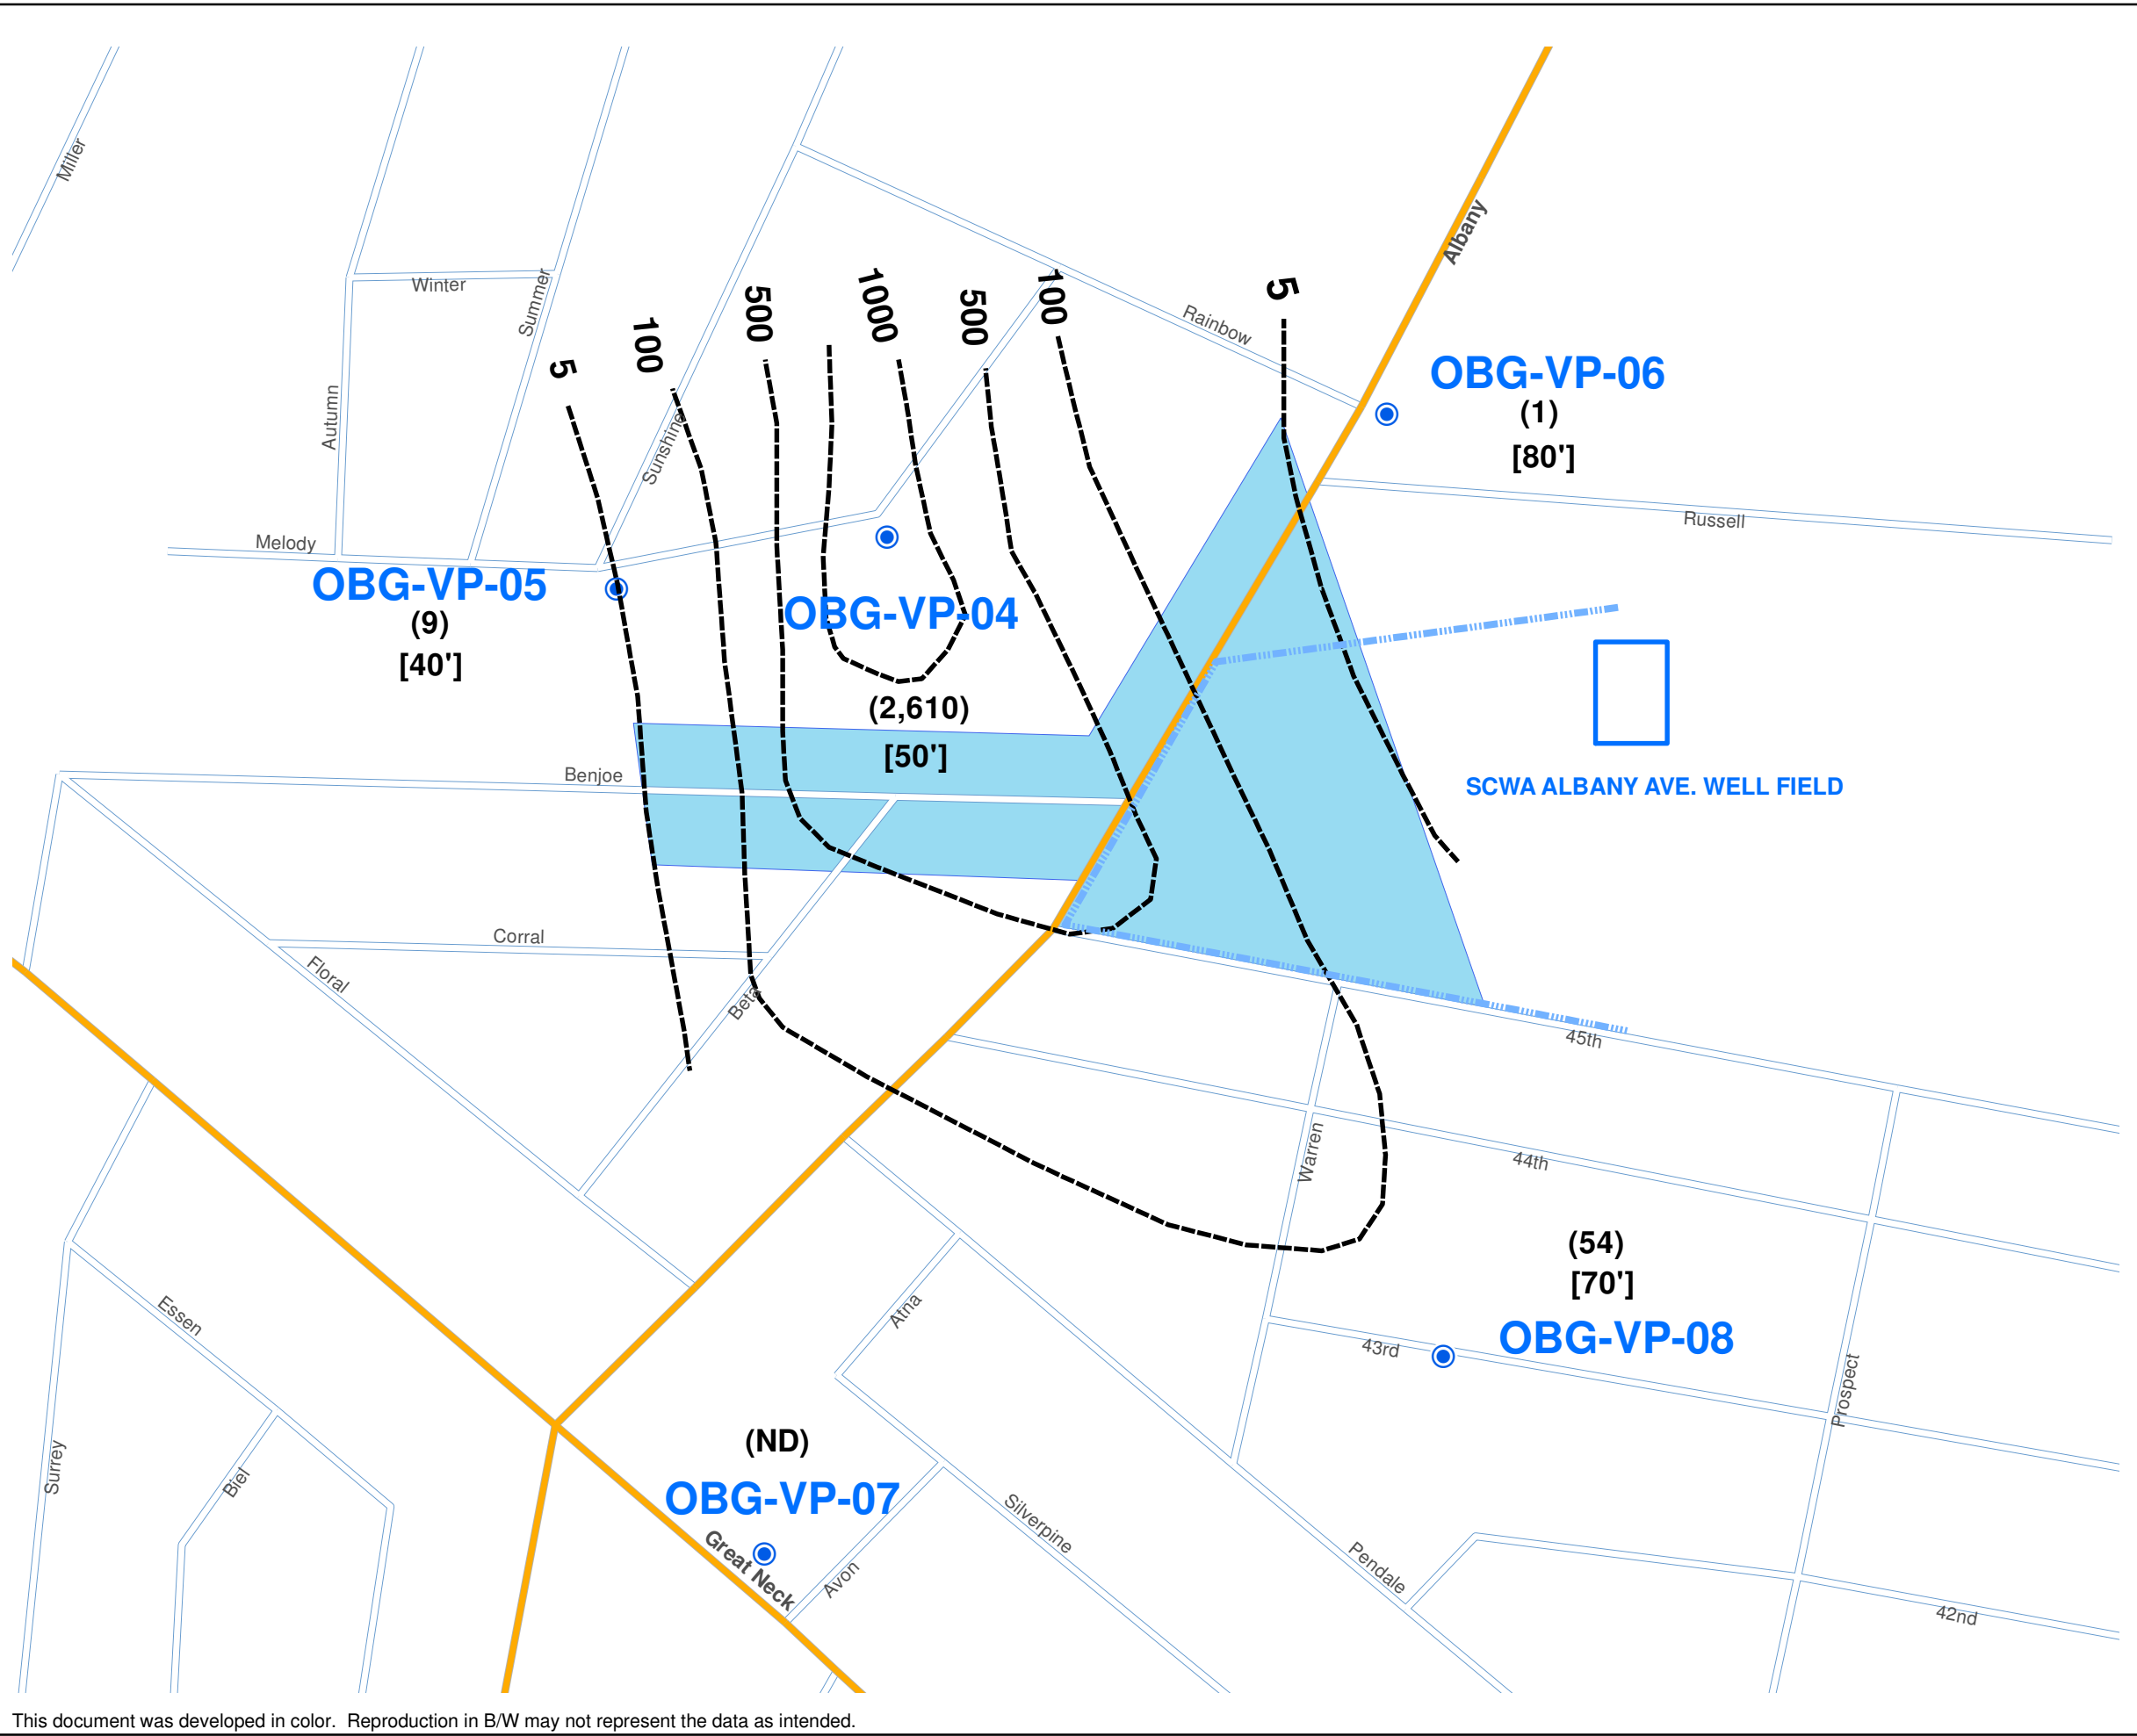 Miller
Winter
Summer
Autumn
Melody
Sunshine
Rainbow
Albany
Russell
5
100
500
1000
500
100
5
OBG-VP-06
(1)
[80']
OBG-VP-05
(9)
[40']
OBG-VP-04
(2,610)
[50']
SCWA ALBANY AVE. WELL FIELD
Benjoe
Corral
Floral
Beta
45th
44th
Warren
(54)
[70']
OBG-VP-08
43rd
Prospect
Essen
Surrey
Biel
Atna
(ND)
OBG-VP-07
Great Neck
Avon
Silverpine
Pendale
42nd
This document was developed in color.  Reproduction in B/W may not represent the data as intended.